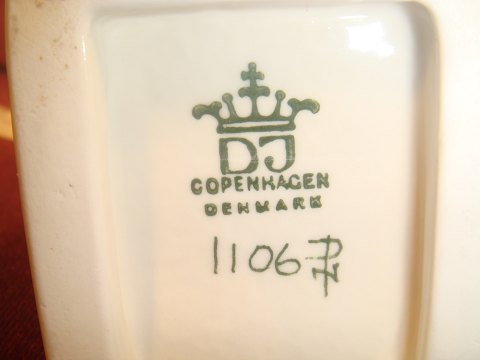 DJ
COPENHAGEN
DENMARK
1106